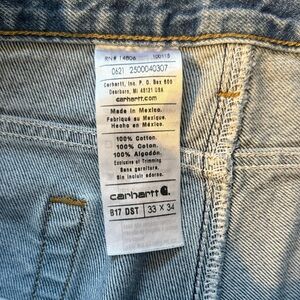 RN# 14806 100115
0621 2500040307
Carhartt, Inc. P.O. Box 600
Dearborn, MI 48121 USA
carhartt.com
Made in Mexico.
Fabriqué au Mexique.
Hecho en México.
100% Cotton.
100% Coton.
100% Algodón.
Exclusive of Trimming
Sans garniture.
Sin incluir adorno.
carhartt
B17 DST 33 X 34